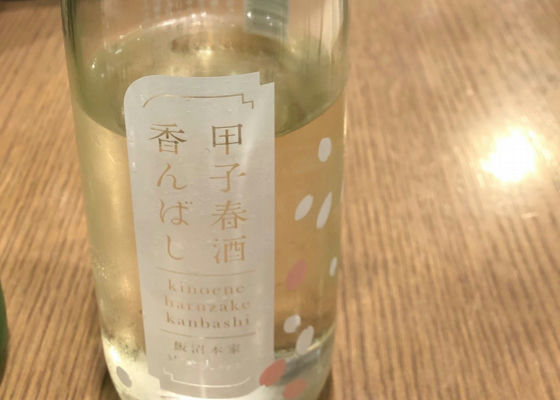 甲子春酒
香んばし
kinoene
haruzake
kanbashi
飯沼本家